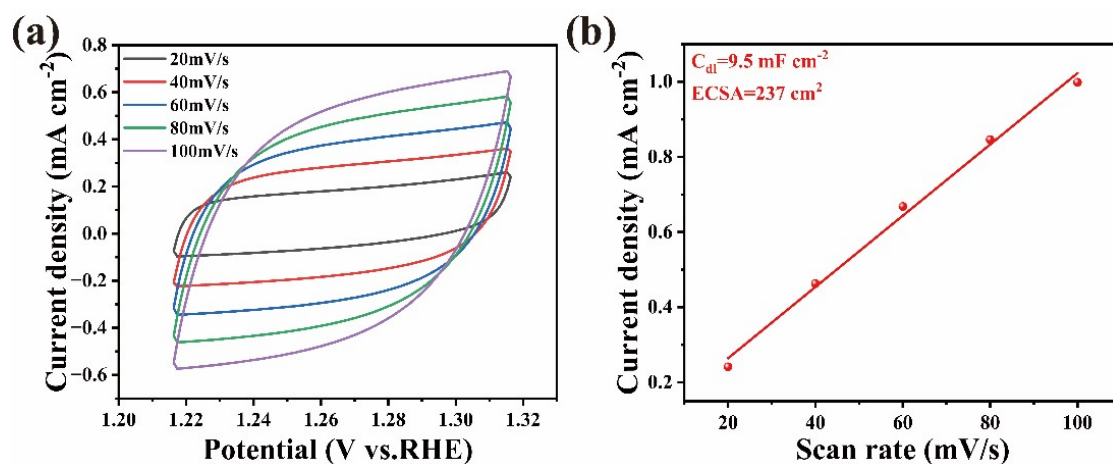 (a)
Current density (mA cm⁻²)
0.8
0.6
0.4
0.2
0.0
−0.2
−0.4
−0.6
20mV/s
40mV/s
60mV/s
80mV/s
100mV/s
1.20
1.22
1.24
1.26
1.28
1.30
1.32
Potential (V vs.RHE)
(b)
Current density (mA cm⁻²)
1.0
0.8
0.6
0.4
0.2
C_dl=9.5 mF cm⁻²
ECSA=237 cm²
20
40
60
80
100
Scan rate (mV/s)